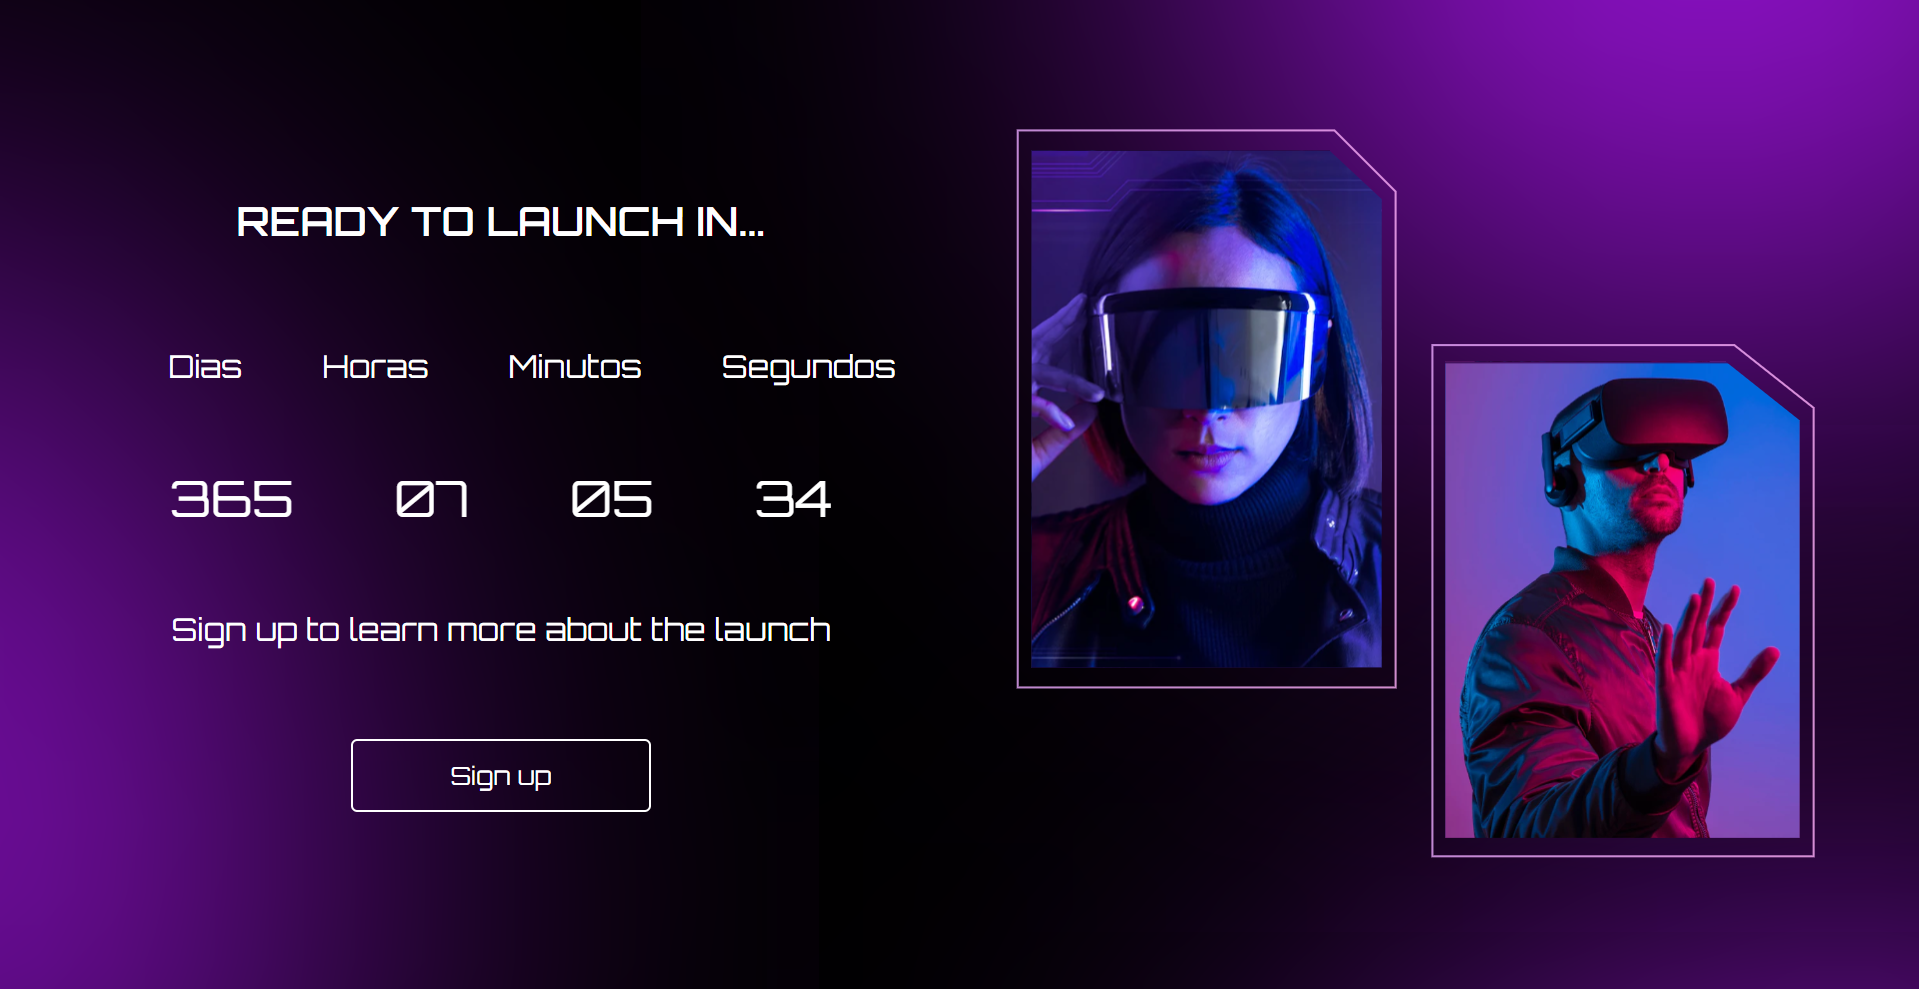 READY TO LAUNCH IN...
Dias Horas Minutos Segundos
365 07 05 34
Sign up to learn more about the launch
Sign up